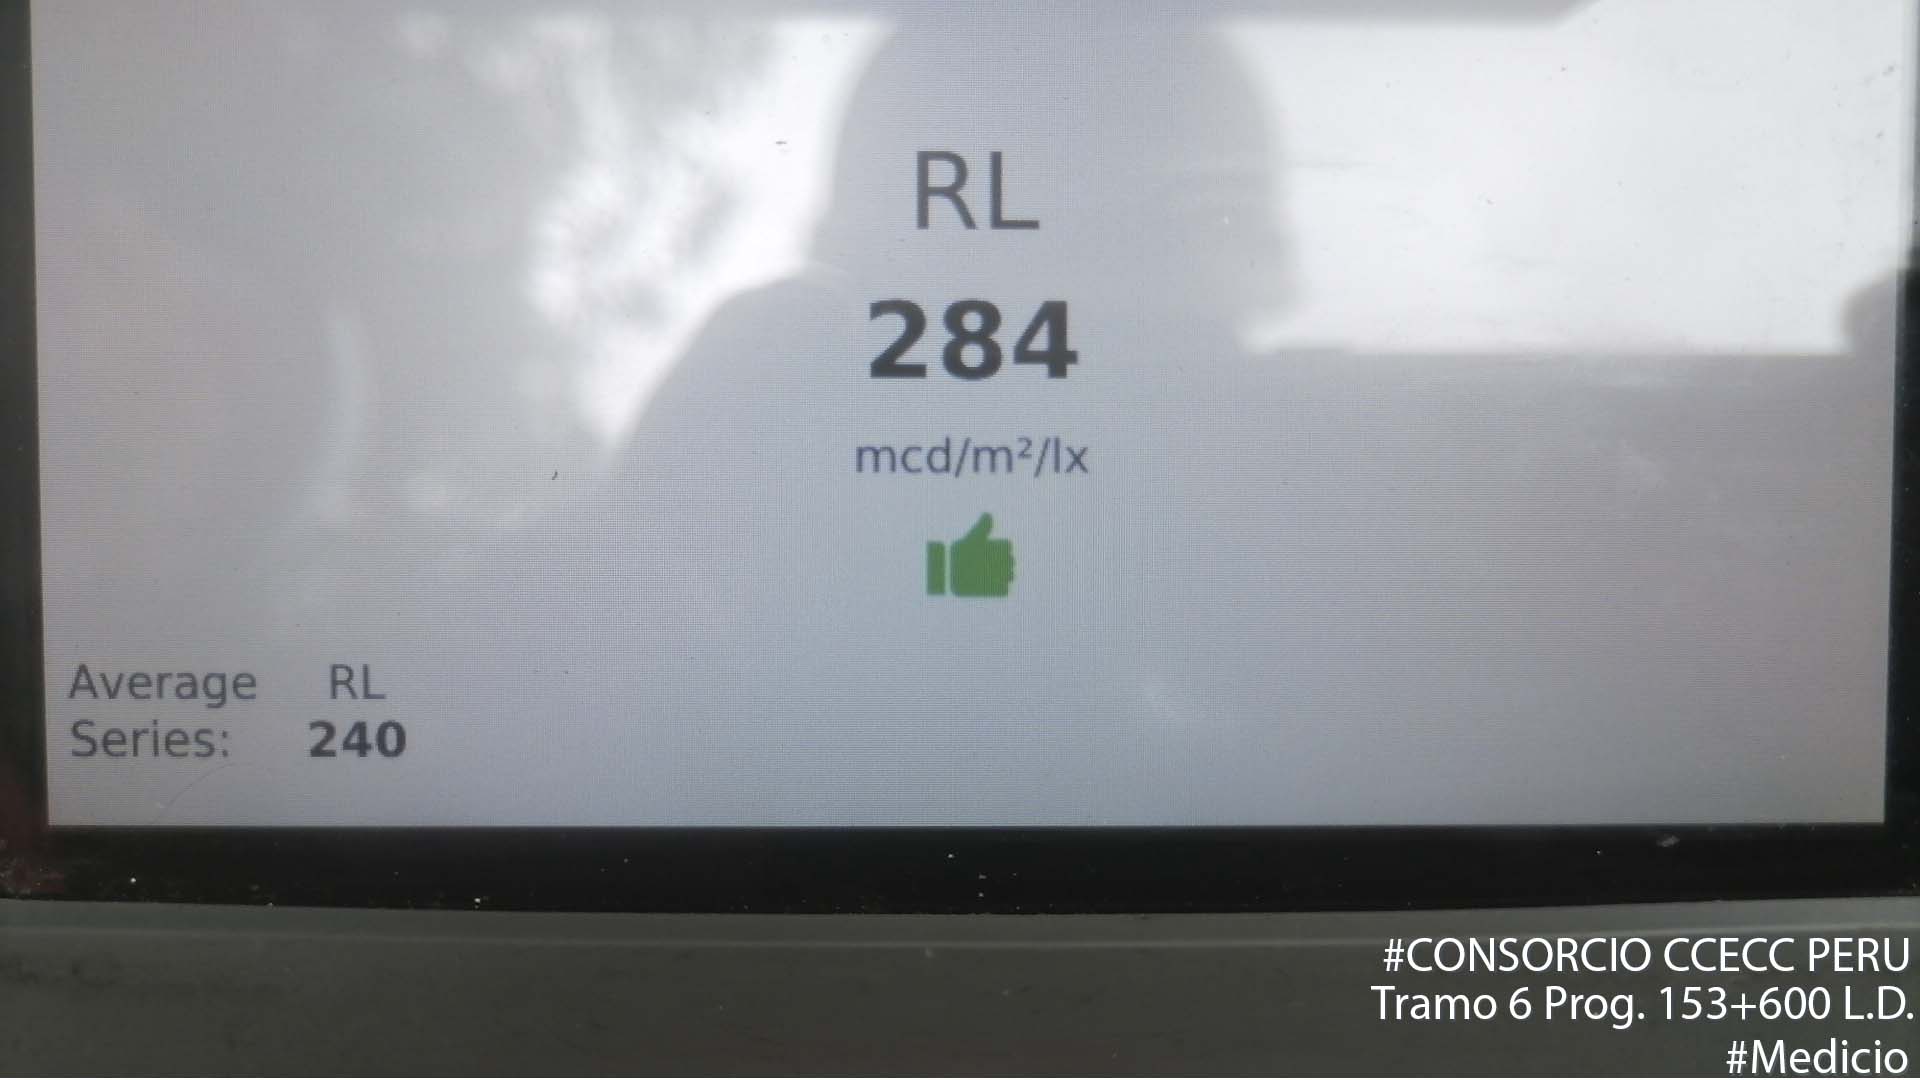 RL
284
mcd/m²/lx
Average RL
Series: 240
#CONSORCIO CCECC PERU
Tramo 6 Prog. 153+600 L.D.
#Medicio